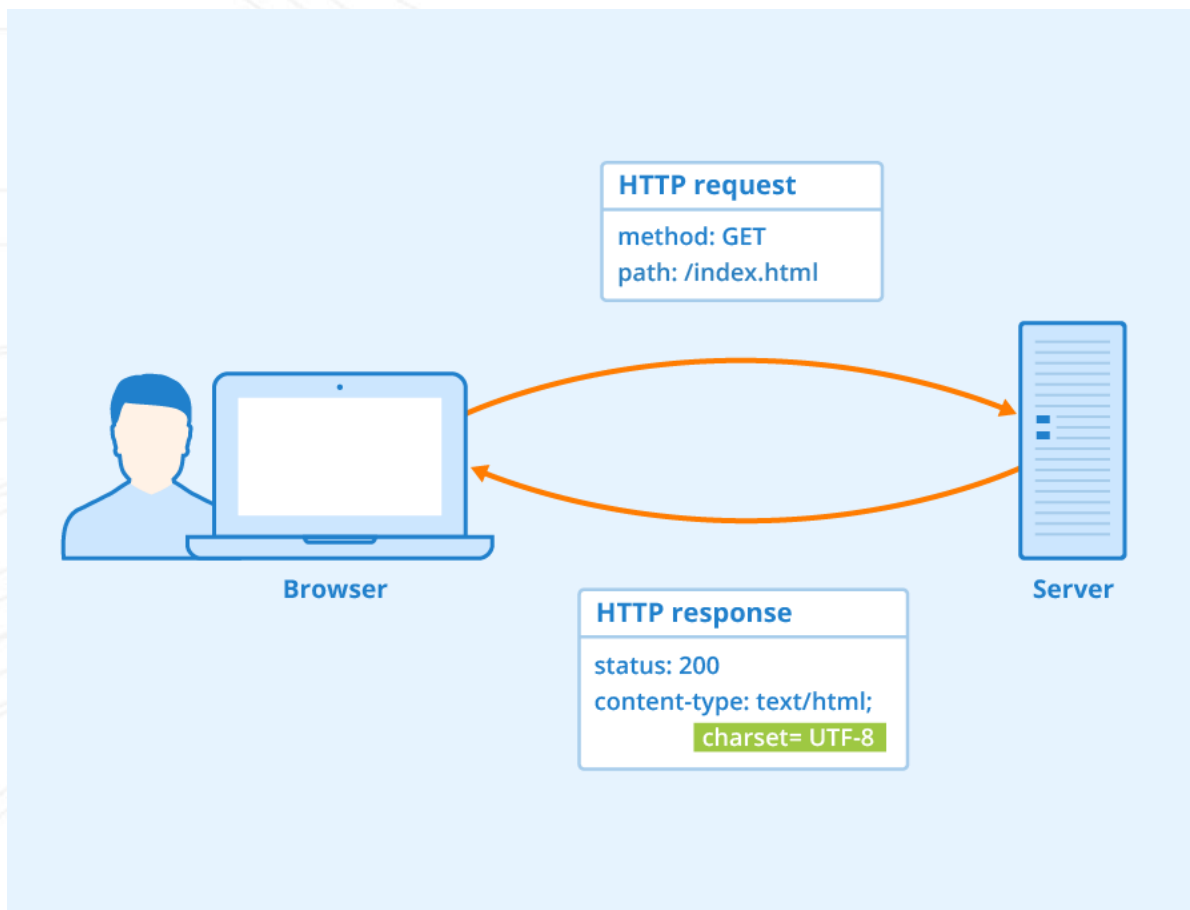 HTTP request
method: GET
path: /index.html
Browser
Server
HTTP response
status: 200
content-type: text/html;
charset= UTF-8